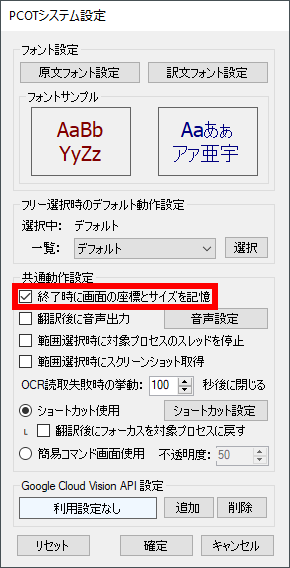 PCOTシステム設定
フォント設定
原文フォント設定 訳文フォント設定
フォントサンプル
AaBb
YyZz
Aaあぁ
アァ亜宇
フリー選択時のデフォルト動作設定
選択中: デフォルト
一覧: デフォルト 選択
共通動作設定
終了時に画面の座標とサイズを記憶
翻訳後に音声出力 音声設定
範囲選択時に対象プロセスのスレッドを停止
範囲選択時にスクリーンショット取得
OCR読取失敗時の挙動: 100 秒後に閉じる
ショートカット使用 ショートカット設定
L 翻訳後にフォーカスを対象プロセスに戻す
簡易コマンド画面使用 不透明度: 50
Google Cloud Vision API 設定
利用設定なし 追加 削除
リセット 確定 キャンセル